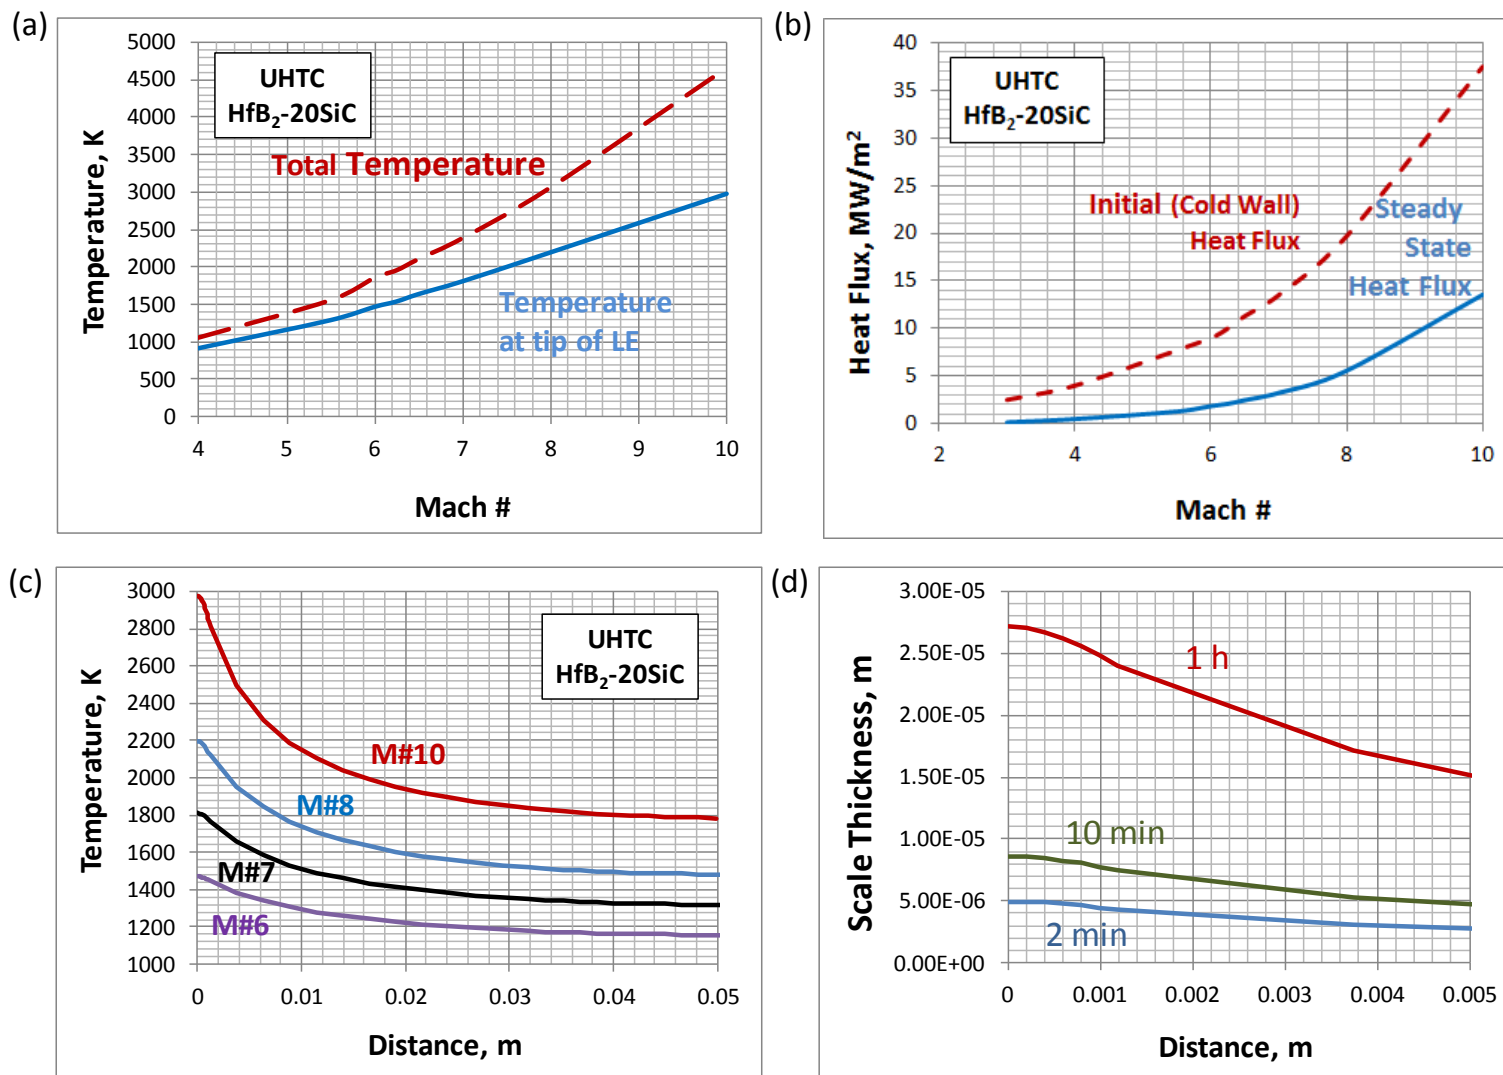 (a)
5000
4500
4000
3500
3000
2500
2000
1500
1000
500
0
Temperature, K
UHTC
HfB2-20SiC
Total Temperature
Temperature
at tip of LE
4 5 6 7 8 9 10
Mach #
(b)
40
35
30
25
20
15
10
5
0
Heat Flux, MW/m²
UHTC
HfB2-20SiC
Initial (Cold Wall)
Heat Flux
Steady
State
Heat Flux
2 4 6 8 10
Mach #
(c)
3000
2800
2600
2400
2200
2000
1800
1600
1400
1200
1000
Temperature, K
UHTC
HfB2-20SiC
M#10
M#8
M#7
M#6
0 0.01 0.02 0.03 0.04 0.05
Distance, m
(d)
3.00E-05
2.50E-05
2.00E-05
1.50E-05
1.00E-05
5.00E-06
0.00E+00
Scale Thickness, m
1 h
10 min
2 min
0 0.001 0.002 0.003 0.004 0.005
Distance, m